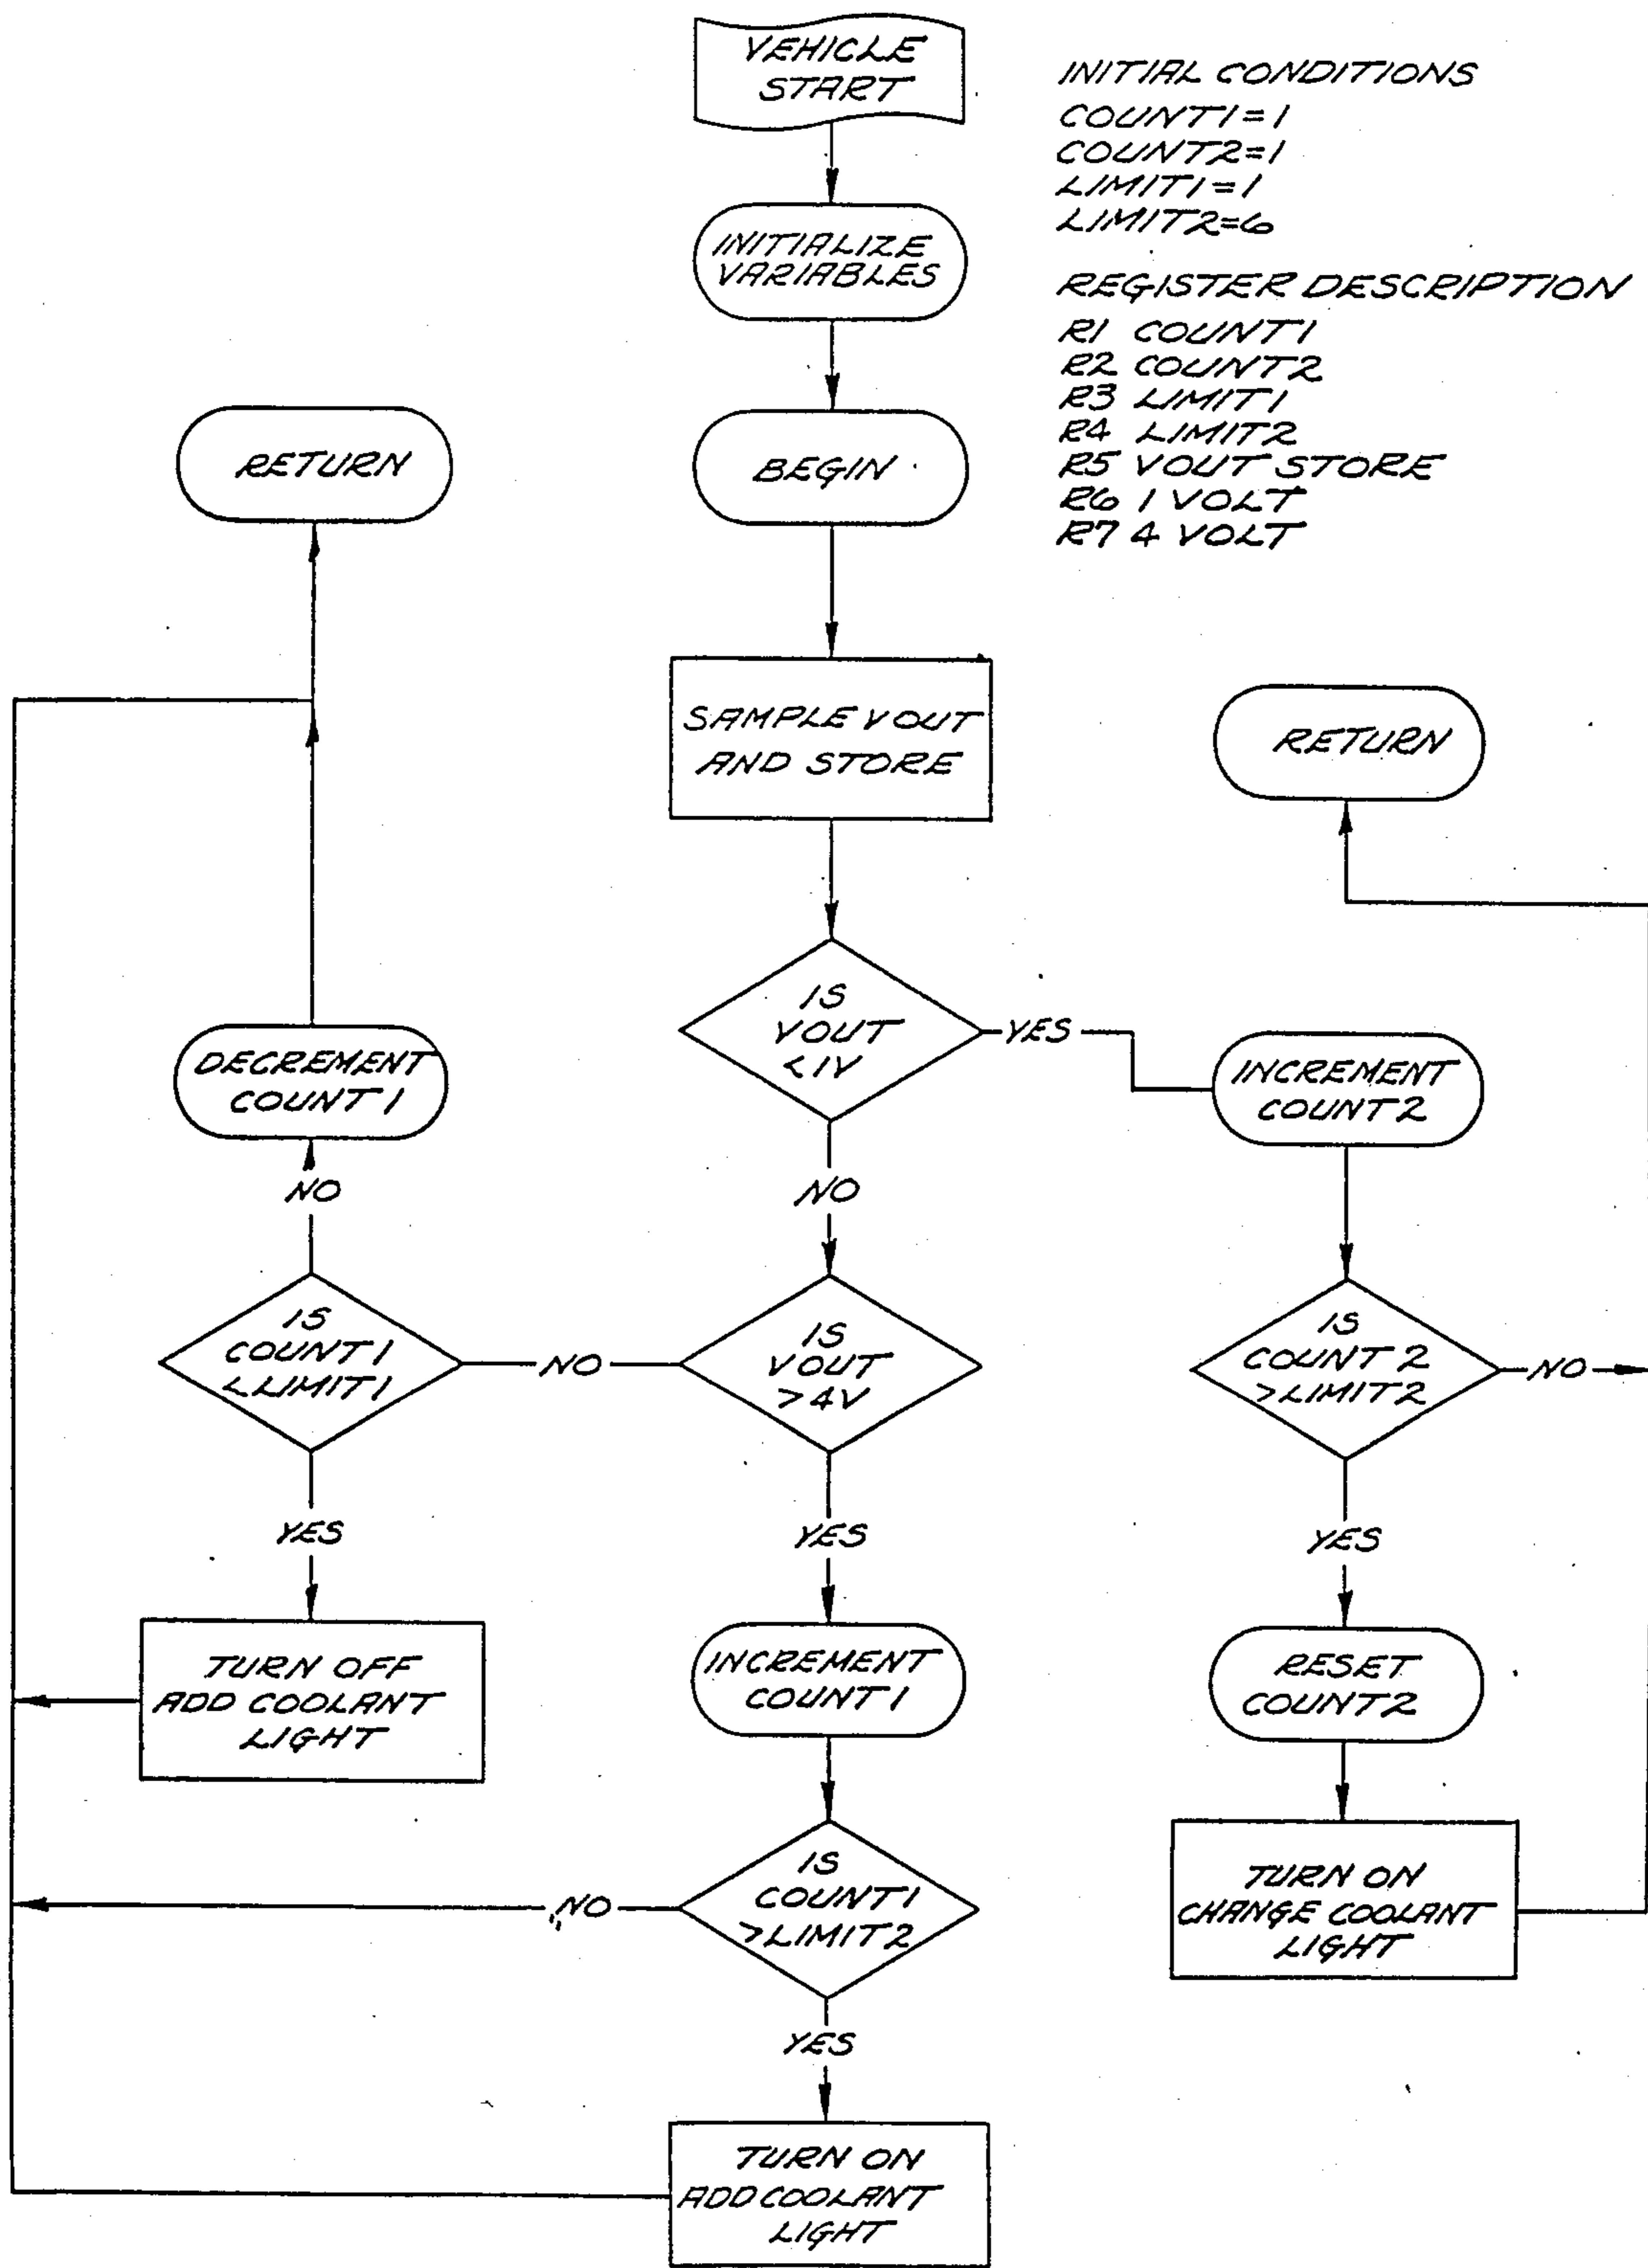 VEHICLE
START
INITIAL CONDITIONS
COUNT1=1
COUNT2=1
LIMIT1=1
LIMIT2=6
INITIALIZE
VARIABLES
REGISTER DESCRIPTION
R1 COUNT1
R2 COUNT2
R3 LIMIT1
R4 LIMIT2
R5 VOUT STORE
R6 1 VOLT
R7 4 VOLT
RETURN
BEGIN
SAMPLE VOUT
AND STORE
RETURN
IS
VOUT
<1V
YES
INCREMENT
COUNT2
DECREMENT
COUNT1
NO
NO
IS
COUNT1
<LIMIT1
NO
IS
VOUT
>4V
IS
COUNT2
>LIMIT2
NO
YES
YES
YES
TURN OFF
ADD COOLANT
LIGHT
INCREMENT
COUNT1
RESET
COUNT2
IS
COUNT1
>LIMIT2
NO
TURN ON
CHANGE COOLANT
LIGHT
YES
TURN ON
ADD COOLANT
LIGHT